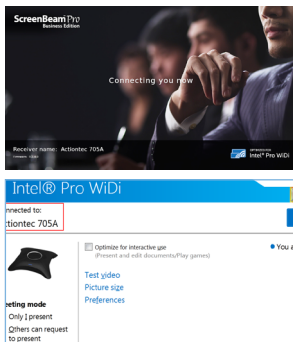 ScreenBeam Pro
Business Edition
Connecting you now
Receiver name: Actiontec 705A
OPTIMIZED FOR
Intel® Pro WiDi
Intel® Pro WiDi
nnected to:
ctiontec 705A
Optimize for interactive use
(Present and edit documents/Play games)
You a
Test video
Picture size
Preferences
eeting mode
Only I present
Others can request
to present